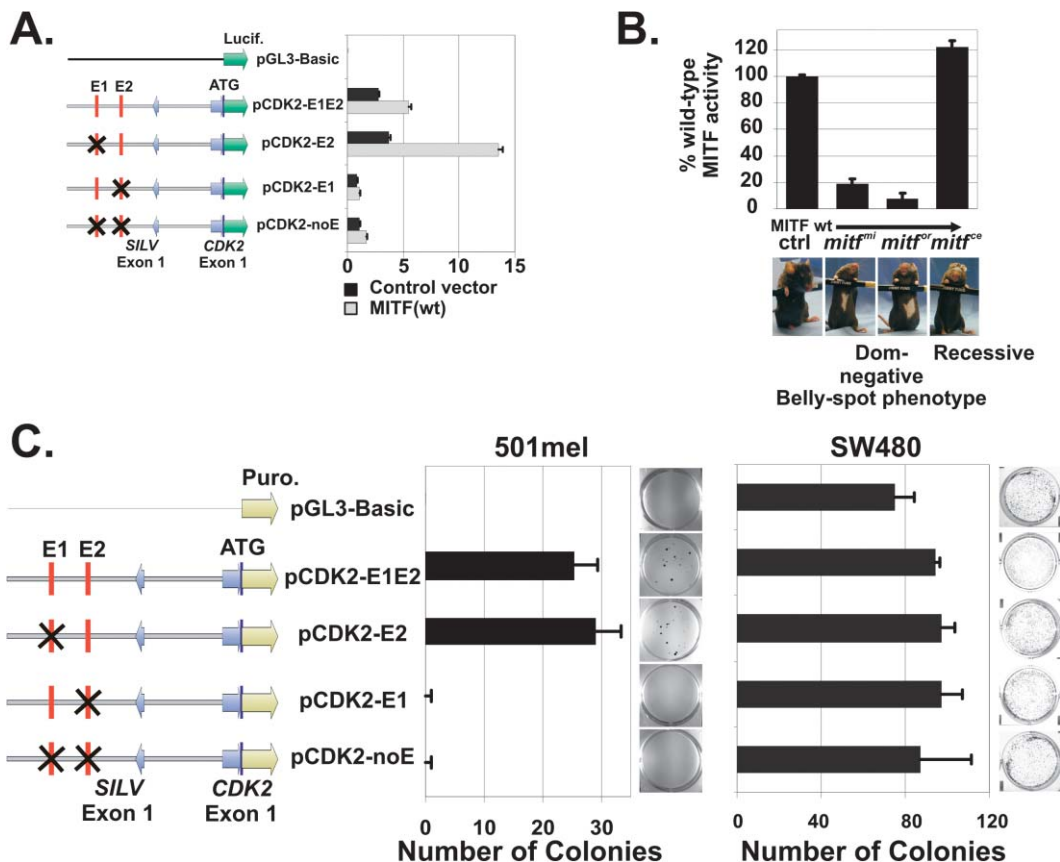 A.
Lucif.
pGL3-Basic
E1 E2 ATG
pCDK2-E1E2
pCDK2-E2
pCDK2-E1
pCDK2-noE
SILV CDK2
Exon 1 Exon 1
0 5 10 15
Control vector
MITF(wt)
B.
% wild-type
MITF activity
120
100
80
60
40
20
0
MITF wt
ctrl mitf^mi mitf^or mitf^ce
Dom- Recessive
negative
Belly-spot phenotype
C.
501mel SW480
Puro.
pGL3-Basic
E1 E2 ATG
pCDK2-E1E2
pCDK2-E2
pCDK2-E1
pCDK2-noE
SILV CDK2
Exon 1 Exon 1
0 10 20 30
Number of Colonies
0 40 80 120
Number of Colonies